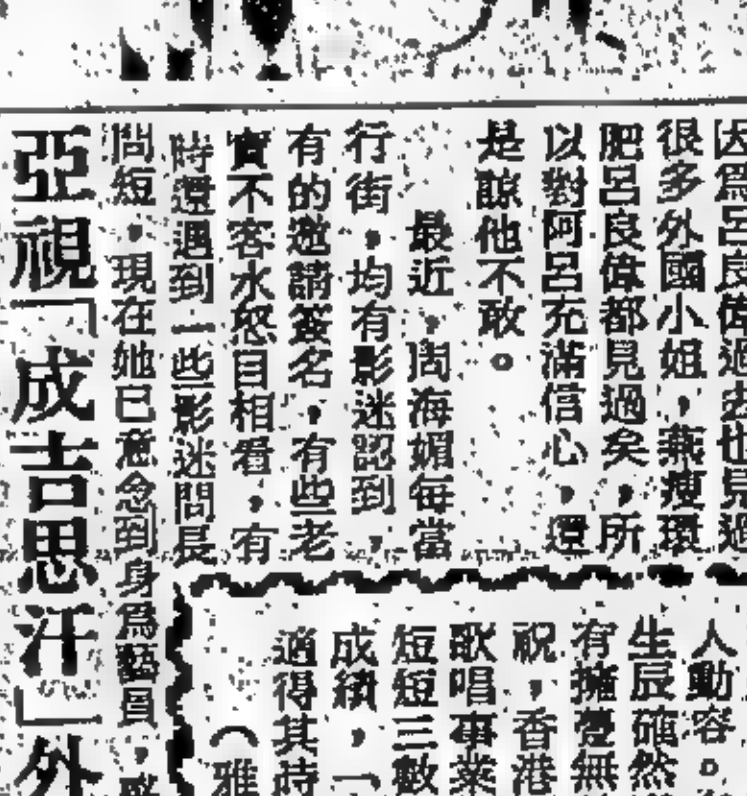 因爲呂良偉過去也見過
很多外國小姐，燕瘦環
肥呂良偉都見過矣，所
以對阿呂充滿信心，還
是諒他不敢。
最近，周海媚每當
行街，均有影迷認到，
有的邀請簽名，有些老
實不客氣怒目相看，有
時還遇到一些影迷問長
問短，現在她已意念到身爲藝員，
亞視「成吉思汗」外
人動容。
生辰確然
有擁躉無
祝，香港
歌唱事業
短短三數
成績，「
適得其時
（雅